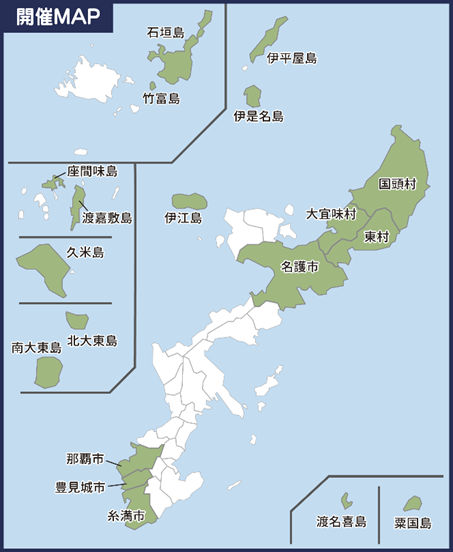 開催MAP
石垣島
竹富島
伊平屋島
伊是名島
座間味島
渡嘉敷島
伊江島
国頭村
大宜味村
東村
名護市
久米島
北大東島
南大東島
那覇市
豊見城市
糸満市
渡名喜島
粟国島